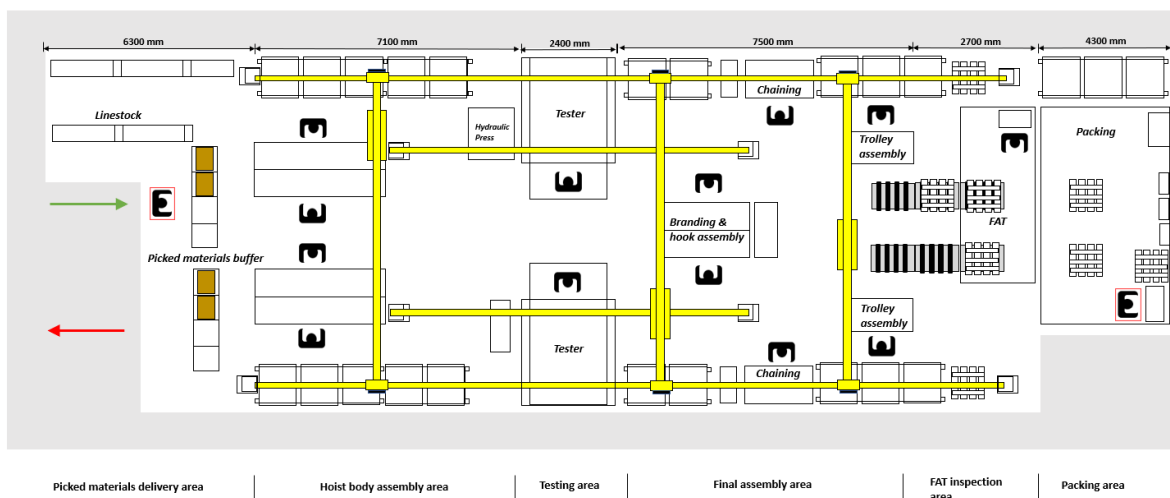 6300 mm
7100 mm
2400 mm
7500 mm
2700 mm
4300 mm
Linestock
Hydraulic
Press
Tester
Chaining
Trolley
assembly
Packing
Branding &
hook assembly
FAT
Picked materials buffer
Tester
Chaining
Trolley
assembly
Picked materials delivery area
Hoist body assembly area
Testing area
Final assembly area
FAT inspection
area
Packing area